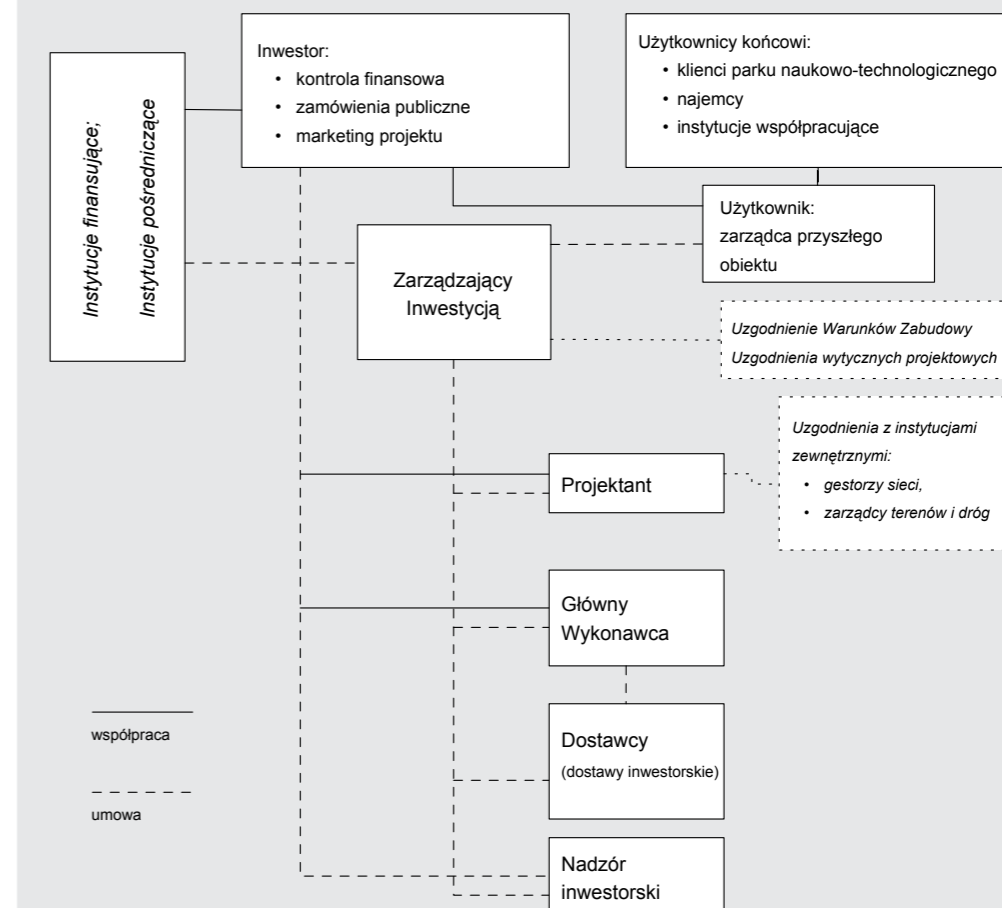 Instytucje finansujące;
Instytucje pośredniczące
Inwestor:
• kontrola finansowa
• zamówienia publiczne
• marketing projektu
Użytkownicy końcowi:
• klienci parku naukowo-technologicznego
• najemcy
• instytucje współpracujące
Użytkownik:
zarządca przyszłego
obiektu
Zarządzający
Inwestycją
Uzgodnienie Warunków Zabudowy
Uzgodnienia wytycznych projektowych
Uzgodnienia z instytucjami
zewnętrznymi:
• gestorzy sieci,
• zarządcy terenów i dróg
Projektant
Główny
Wykonawca
Dostawcy
(dostawy inwestorskie)
Nadzór
inwestorski
współpraca
umowa